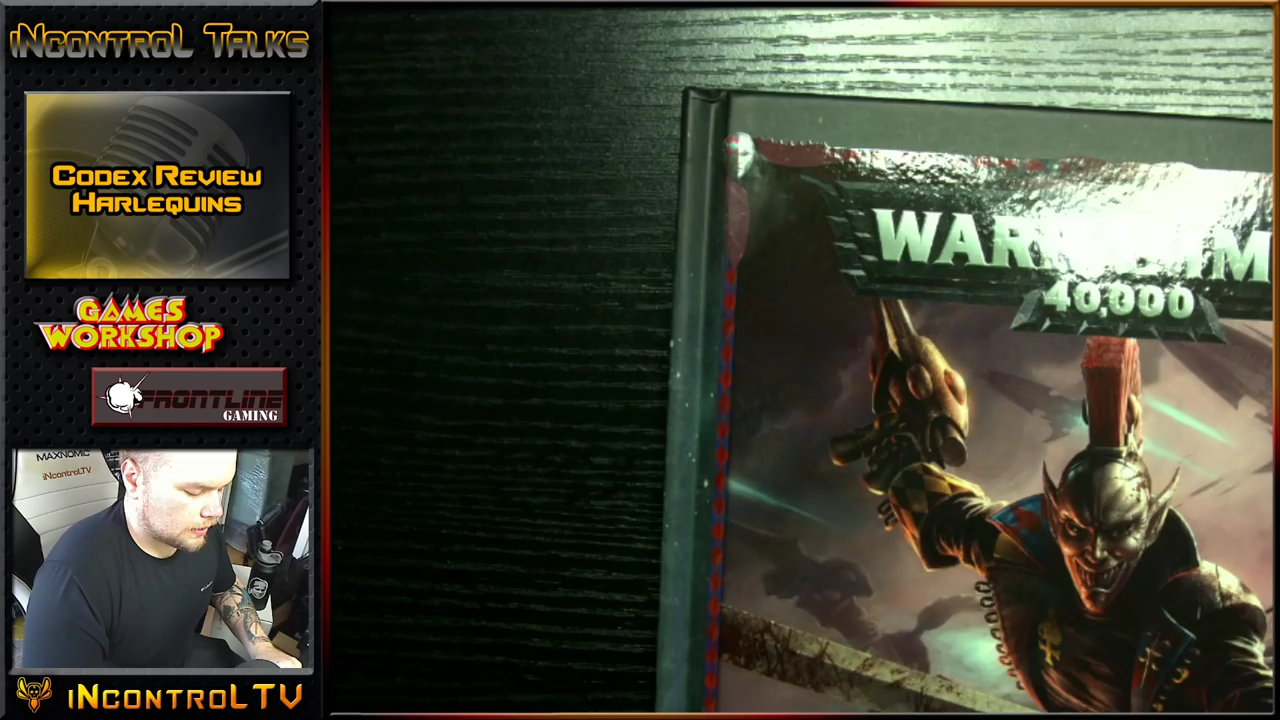 iNcontroL Talks
Codex Review
Harlequins
GAMES
WORKSHOP
FRONTLINE
GAMING
MAXNOMIC
iNcontroLTV
iNcontroLTV
40,000